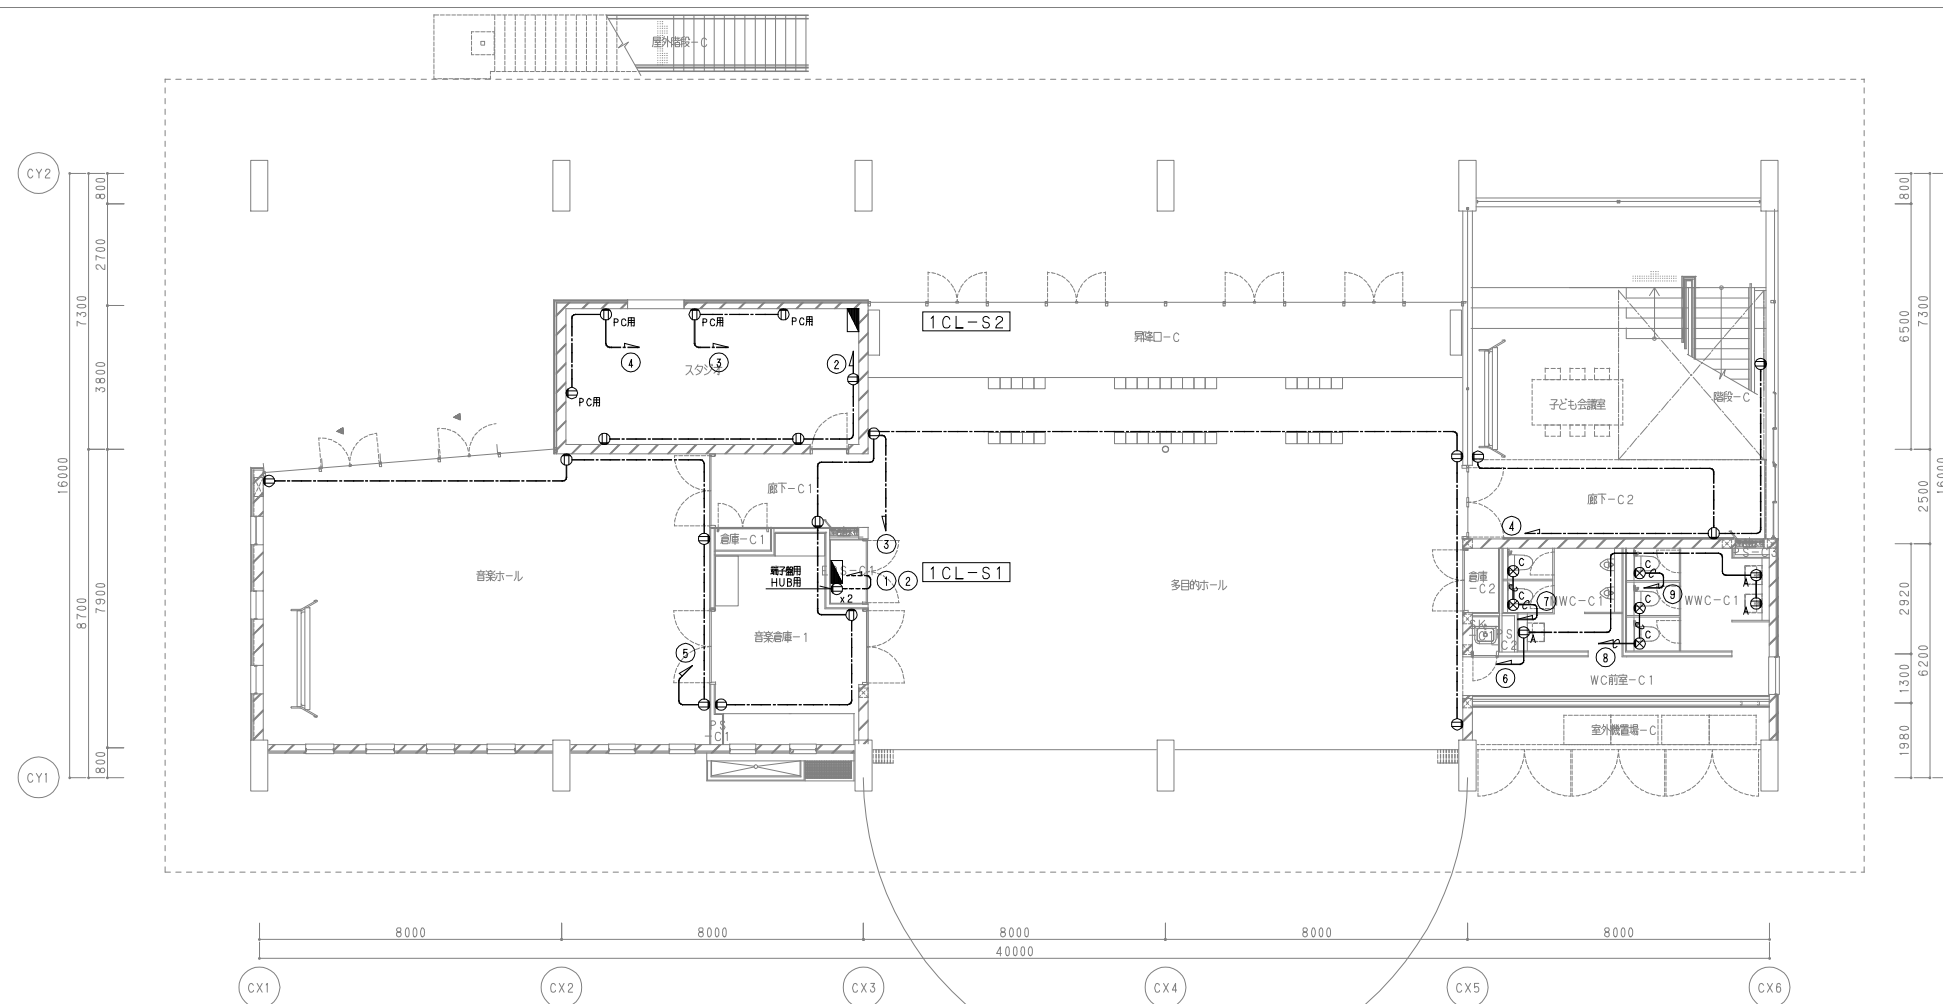 屋外階段-C
CY2
800
2700
7300
3800
16000
8700
7900
800
CY1
800
7300
6500
16000
2500
2920
6200
1300
1980
PC用
PC用
PC用
④
③
②
PC用
1CL-S2
昇降口-C
子ども会議室
階段-C
廊下-C1
③
廊下-C2
④
倉庫-C1
音楽ホール
端子盤用
HUB用
x2
① ②
1CL-S1
多目的ホール
倉庫
-C2
C
C
⑦
C
C
C
⑨
WWC-C1
A
A
A
音楽倉庫-1
⑤
⑥
⑧
WC前室-C1
PS
-C1
室外機置場-C
8000
8000
8000
8000
8000
40000
CX1
CX2
CX3
CX4
CX5
CX6